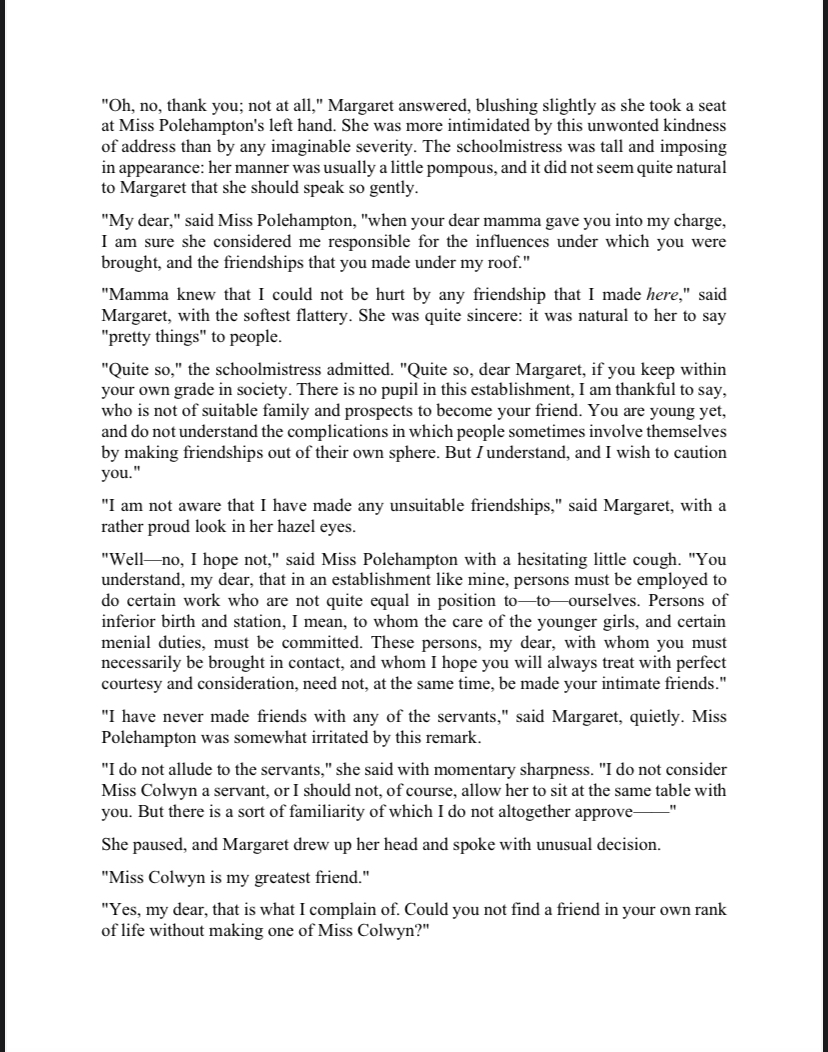 "Oh, no, thank you; not at all," Margaret answered, blushing slightly as she took a seat
at Miss Polehampton's left hand. She was more intimidated by this unwonted kindness
of address than by any imaginable severity. The schoolmistress was tall and imposing
in appearance: her manner was usually a little pompous, and it did not seem quite natural
to Margaret that she should speak so gently.
"My dear," said Miss Polehampton, "when your dear mamma gave you into my charge,
I am sure she considered me responsible for the influences under which you were
brought, and the friendships that you made under my roof."
"Mamma knew that I could not be hurt by any friendship that I made here," said
Margaret, with the softest flattery. She was quite sincere: it was natural to her to say
"pretty things" to people.
"Quite so," the schoolmistress admitted. "Quite so, dear Margaret, if you keep within
your own grade in society. There is no pupil in this establishment, I am thankful to say,
who is not of suitable family and prospects to become your friend. You are young yet,
and do not understand the complications in which people sometimes involve themselves
by making friendships out of their own sphere. But I understand, and I wish to caution
you."
"I am not aware that I have made any unsuitable friendships," said Margaret, with a
rather proud look in her hazel eyes.
"Well—no, I hope not," said Miss Polehampton with a hesitating little cough. "You
understand, my dear, that in an establishment like mine, persons must be employed to
do certain work who are not quite equal in position to—to—ourselves. Persons of
inferior birth and station, I mean, to whom the care of the younger girls, and certain
menial duties, must be committed. These persons, my dear, with whom you must
necessarily be brought in contact, and whom I hope you will always treat with perfect
courtesy and consideration, need not, at the same time, be made your intimate friends."
"I have never made friends with any of the servants," said Margaret, quietly. Miss
Polehampton was somewhat irritated by this remark.
"I do not allude to the servants," she said with momentary sharpness. "I do not consider
Miss Colwyn a servant, or I should not, of course, allow her to sit at the same table with
you. But there is a sort of familiarity of which I do not altogether approve——"
She paused, and Margaret drew up her head and spoke with unusual decision.
"Miss Colwyn is my greatest friend."
"Yes, my dear, that is what I complain of. Could you not find a friend in your own rank
of life without making one of Miss Colwyn?"